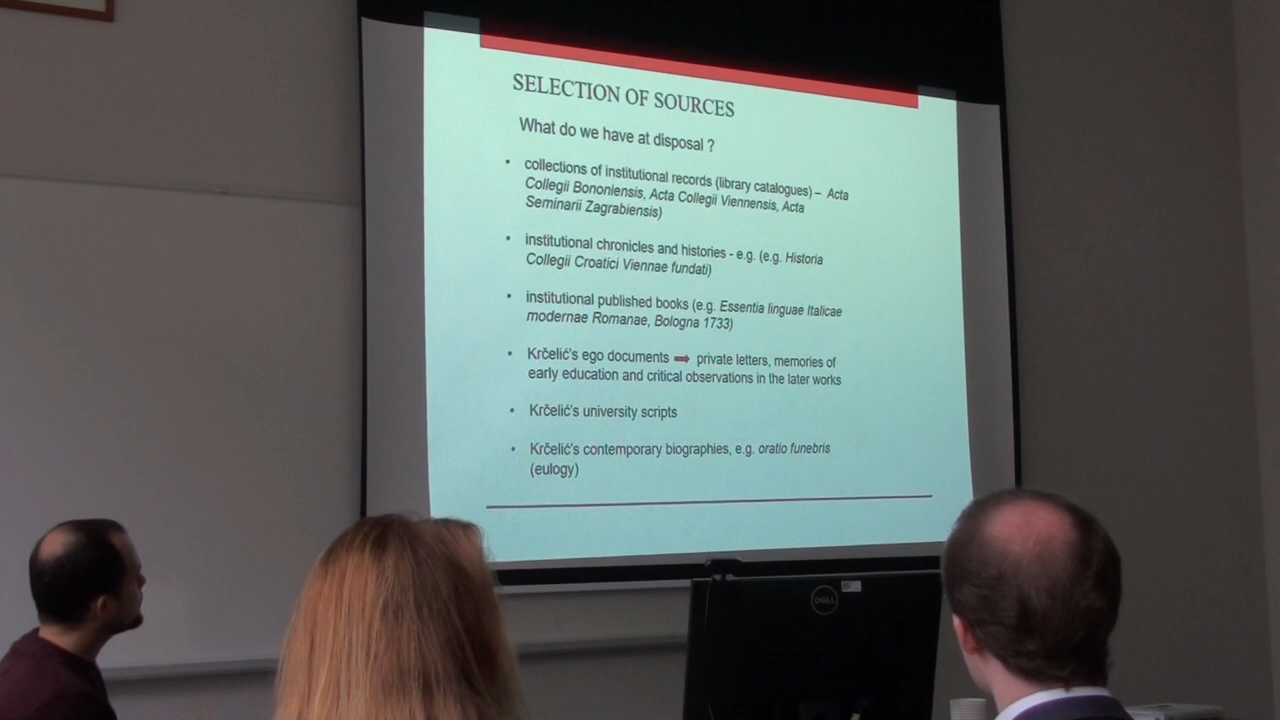 SELECTION OF SOURCES
What do we have at disposal ?
• collections of institutional records (library catalogues) – Acta
Collegii Bononiensis, Acta Collegii Viennensis, Acta
Seminarii Zagrabiensis)
• institutional chronicles and histories - e.g. (e.g. Historia
Collegii Croatici Viennae fundati)
• institutional published books (e.g. Essentia linguae Italicae
modernae Romanae, Bologna 1733)
• Krčelić's ego documents ➡ private letters, memories of
early education and critical observations in the later works
• Krčelić's university scripts
• Krčelić's contemporary biographies, e.g. oratio funebris
(eulogy)
DELL